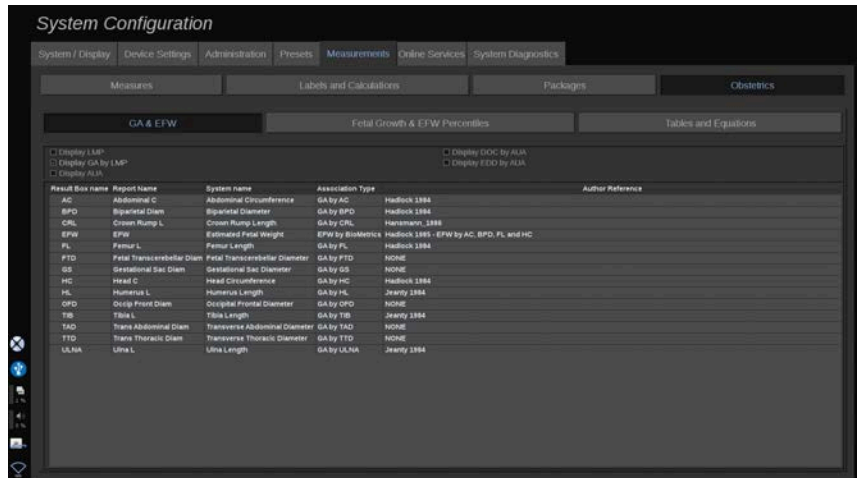 System Configuration
System / Display Device Settings Administration Presets Measurements Online Services System Diagnostics
Measures Labels and Calculations Packages Obstetrics
GA & EFW Fetal Growth & EFW Percentiles Tables and Equations
Display LMP Display DOC by AUA
Display GA by LMP Display EDD by AUA
Display AUA
Result Box name Report Name System name Association Type Author Reference
AC Abdominal C Abdominal Circumference GA by AC Hadlock 1984
BPD Biparietal Diam Biparietal Diameter GA by BPD Hadlock 1984
CRL Crown Rump L Crown Rump Length GA by CRL Hansmann_1986
EFW EFW Estimated Fetal Weight EFW by BioMetrics Hadlock 1985 - EFW by AC, BPD, FL and HC
FL Femur L Femur Length GA by FL Hadlock 1984
FTD Fetal Transcerebellar Diam Fetal Transcerebellar Diameter GA by FTD NONE
GS Gestational Sac Diam Gestational Sac Diameter GA by GS NONE
HC Head C Head Circumference GA by HC Hadlock 1984
HL Humerus L Humerus Length GA by HL Jeanty 1984
OFD Occip Front Diam Occipital Frontal Diameter GA by OFD NONE
TIB Tibia L Tibia Length GA by TIB Jeanty 1984
TAD Trans Abdominal Diam Transverse Abdominal Diameter GA by TAD NONE
TTD Trans Thoracic Diam Transverse Thoracic Diameter GA by TTD NONE
ULNA Ulna L Ulna Length GA by ULNA Jeanty 1984